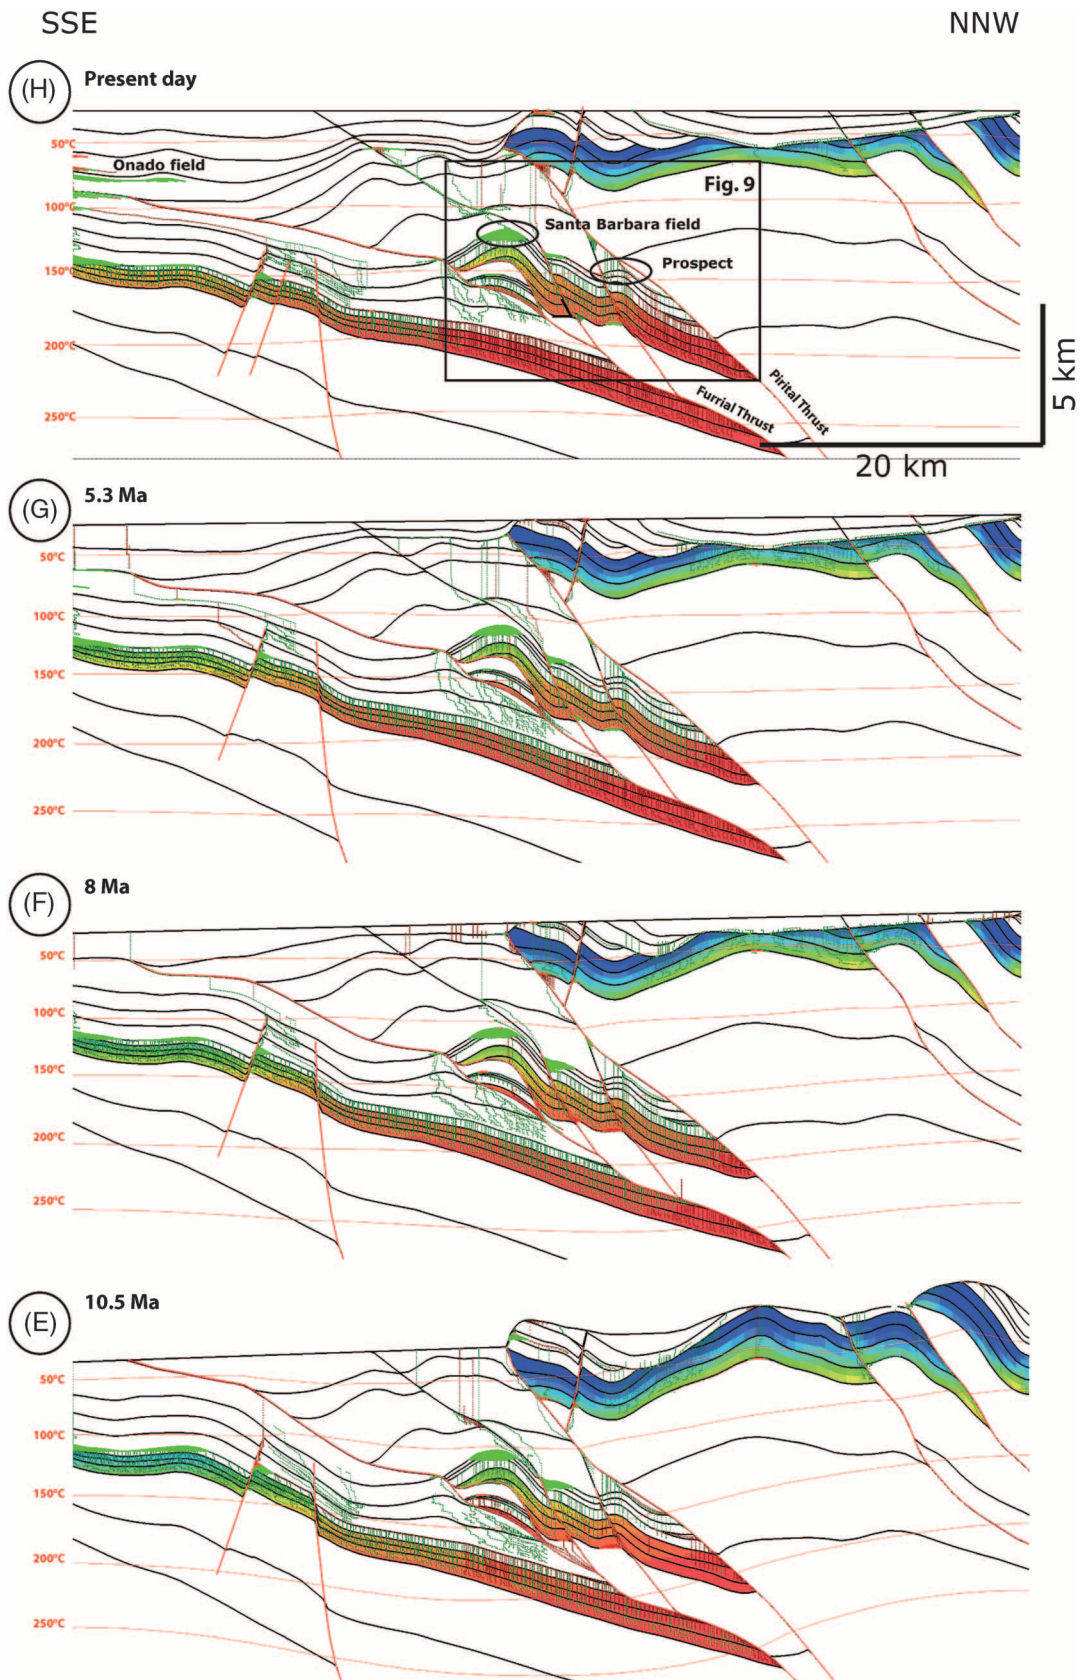 SSE
NNW
(H)
Present day
50°C
Onado field
Fig. 9
100°C
Santa Barbara field
150°C
Prospect
200°C
250°C
Furrial Thrust
Pirital Thrust
5 km
20 km
(G)
5.3 Ma
50°C
100°C
150°C
200°C
250°C
(F)
8 Ma
50°C
100°C
150°C
200°C
250°C
(E)
10.5 Ma
50°C
100°C
150°C
200°C
250°C